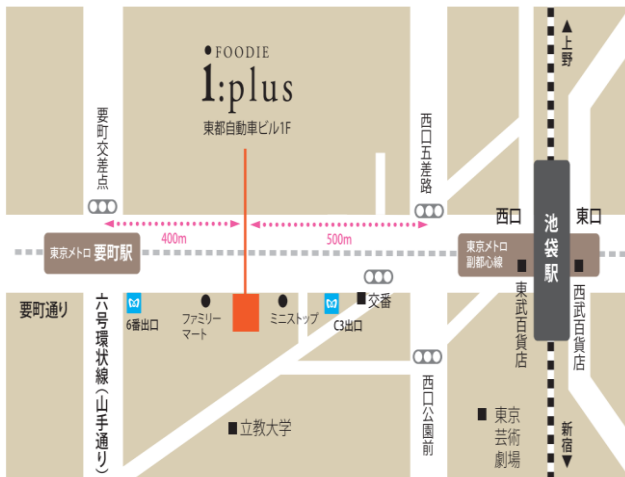 ▲上野
FOODIE
i:plus
東都自動車ビル1F
要町交差点
西口五差路
西口
東口
池袋駅
400m
500m
東京メトロ 要町駅
東京メトロ
副都心線
要町通り
6番出口
ファミリー
マート
ミニストップ
C3出口
交番
東武百貨店
西武百貨店
六号環状線(山手通り)
立教大学
西口公園前
東京
芸術
劇場
新宿▼